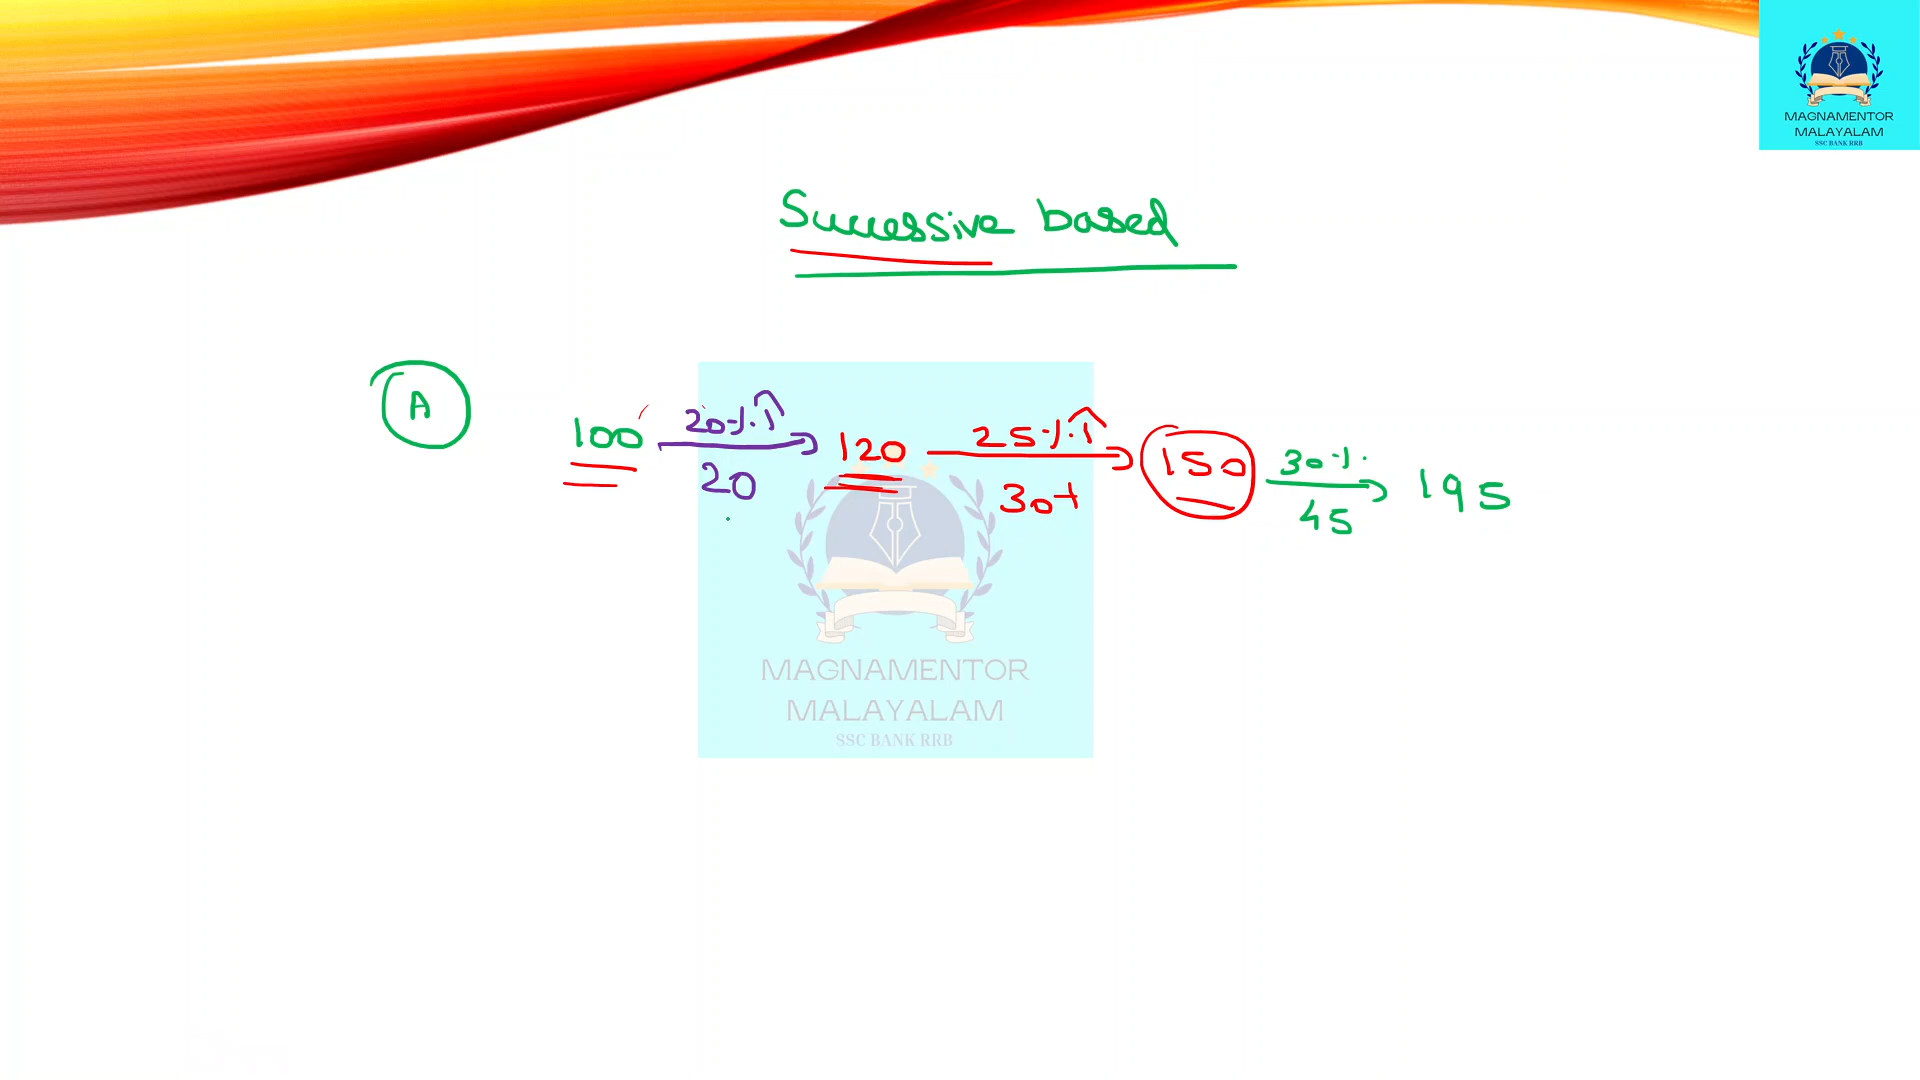 MAGNAMENTOR
MALAYALAM
SSC BANK RRB
Successive based
A
100 20% 120 25% 150 30% 195
20 30+ 45
MAGNAMENTOR
MALAYALAM
SSC BANK RRB